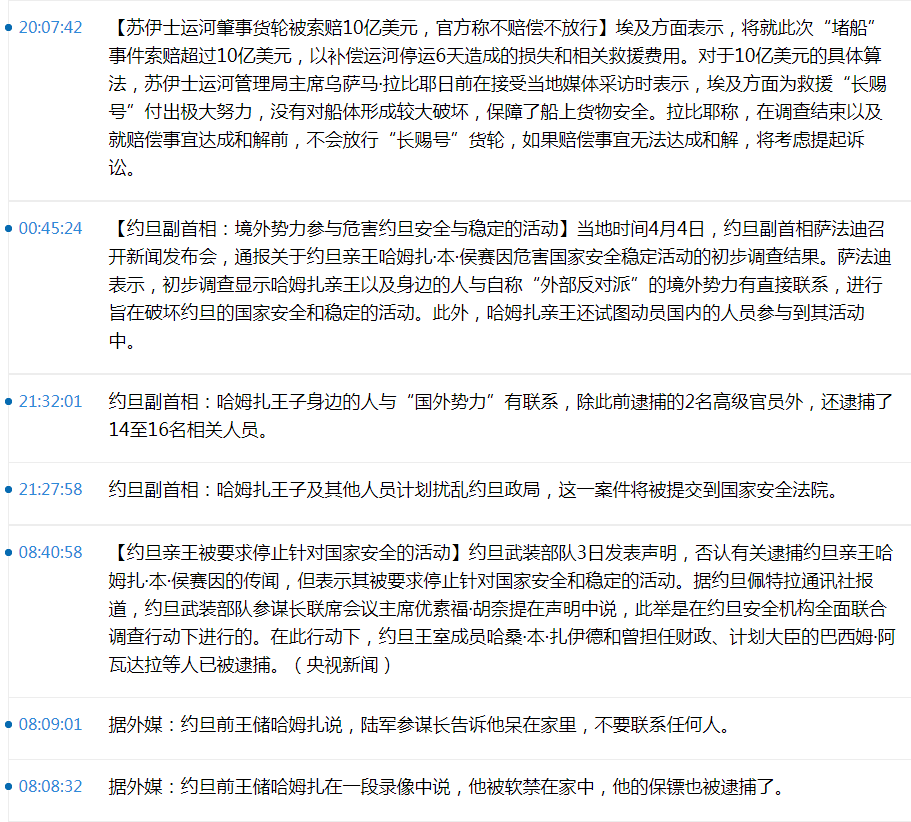 20:07:42 【苏伊士运河肇事货轮被索赔10亿美元，官方称不赔偿不放行】埃及方面表示，将就此次“堵船”
事件索赔超过10亿美元，以补偿运河停运6天造成的损失和相关救援费用。对于10亿美元的具体算
法，苏伊士运河管理局主席乌萨马·拉比耶日前在接受当地媒体采访时表示，埃及方面为救援“长赐
号”付出极大努力，没有对船体形成较大破坏，保障了船上货物安全。拉比耶称，在调查结束以及
就赔偿事宜达成和解前，不会放行“长赐号”货轮，如果赔偿事宜无法达成和解，将考虑提起诉
讼。
00:45:24 【约旦副首相：境外势力参与危害约旦安全与稳定的活动】当地时间4月4日，约旦副首相萨法迪召
开新闻发布会，通报关于约旦亲王哈姆扎·本·侯赛因危害国家安全稳定活动的初步调查结果。萨法迪
表示，初步调查显示哈姆扎亲王以及身边的人与自称“外部反对派”的境外势力有直接联系，进行
旨在破坏约旦的国家安全和稳定的活动。此外，哈姆扎亲王还试图动员国内的人员参与到其活动
中。
21:32:01 约旦副首相：哈姆扎王子身边的人与“国外势力”有联系，除此前逮捕的2名高级官员外，还逮捕了
14至16名相关人员。
21:27:58 约旦副首相：哈姆扎王子及其他人员计划扰乱约旦政局，这一案件将被提交到国家安全法院。
08:40:58 【约旦亲王被要求停止针对国家安全的活动】约旦武装部队3日发表声明，否认有关逮捕约旦亲王哈
姆扎·本·侯赛因的传闻，但表示其被要求停止针对国家安全和稳定的活动。据约旦佩特拉通讯社报
道，约旦武装部队参谋长联席会议主席优素福·胡奈提在声明中说，此举是在约旦安全机构全面联合
调查行动下进行的。在此行动下，约旦王室成员哈桑·本·扎伊德和曾担任财政、计划大臣的巴西姆·阿
瓦达拉等人已被逮捕。（央视新闻）
08:09:01 据外媒：约旦前王储哈姆扎说，陆军参谋长告诉他呆在家里，不要联系任何人。
08:08:32 据外媒：约旦前王储哈姆扎在一段录像中说，他被软禁在家中，他的保镖也被逮捕了。